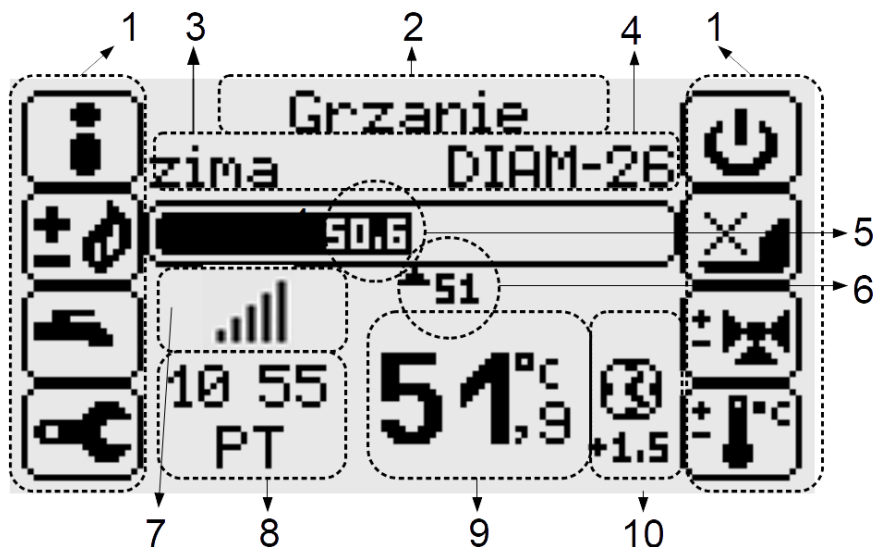 1 3 2 4 1
Grzanie
zima DIAM-26
50.6 5
51 6
10 55 51,9 °C
PT +1.5
± ± ± °C
7 8 9 10